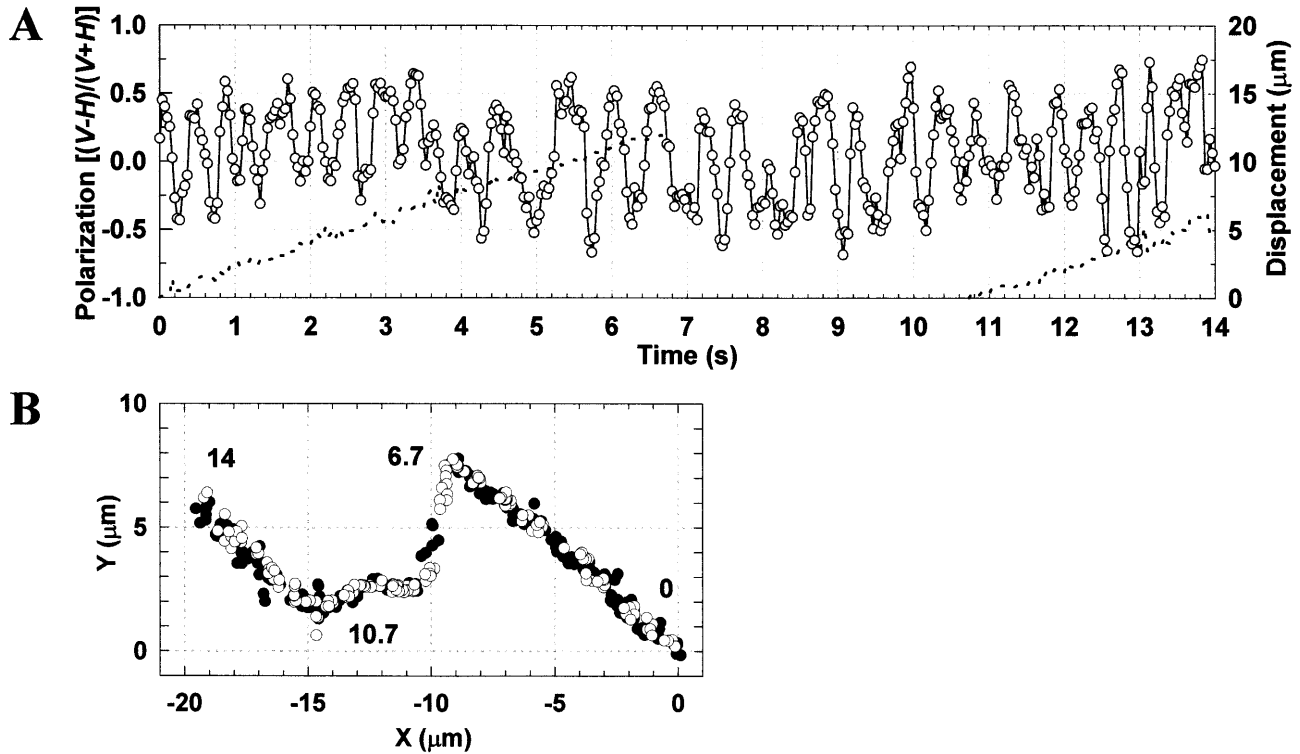 A
Polarization [(V-H)/(V+H)]
1.0
0.5
0.0
-0.5
-1.0
20
15
10
5
0
Displacement (μm)
0 1 2 3 4 5 6 7 8 9 10 11 12 13 14
Time (s)
B
Y (μm)
10
5
0
14
6.7
0
10.7
-20 -15 -10 -5 0
X (μm)